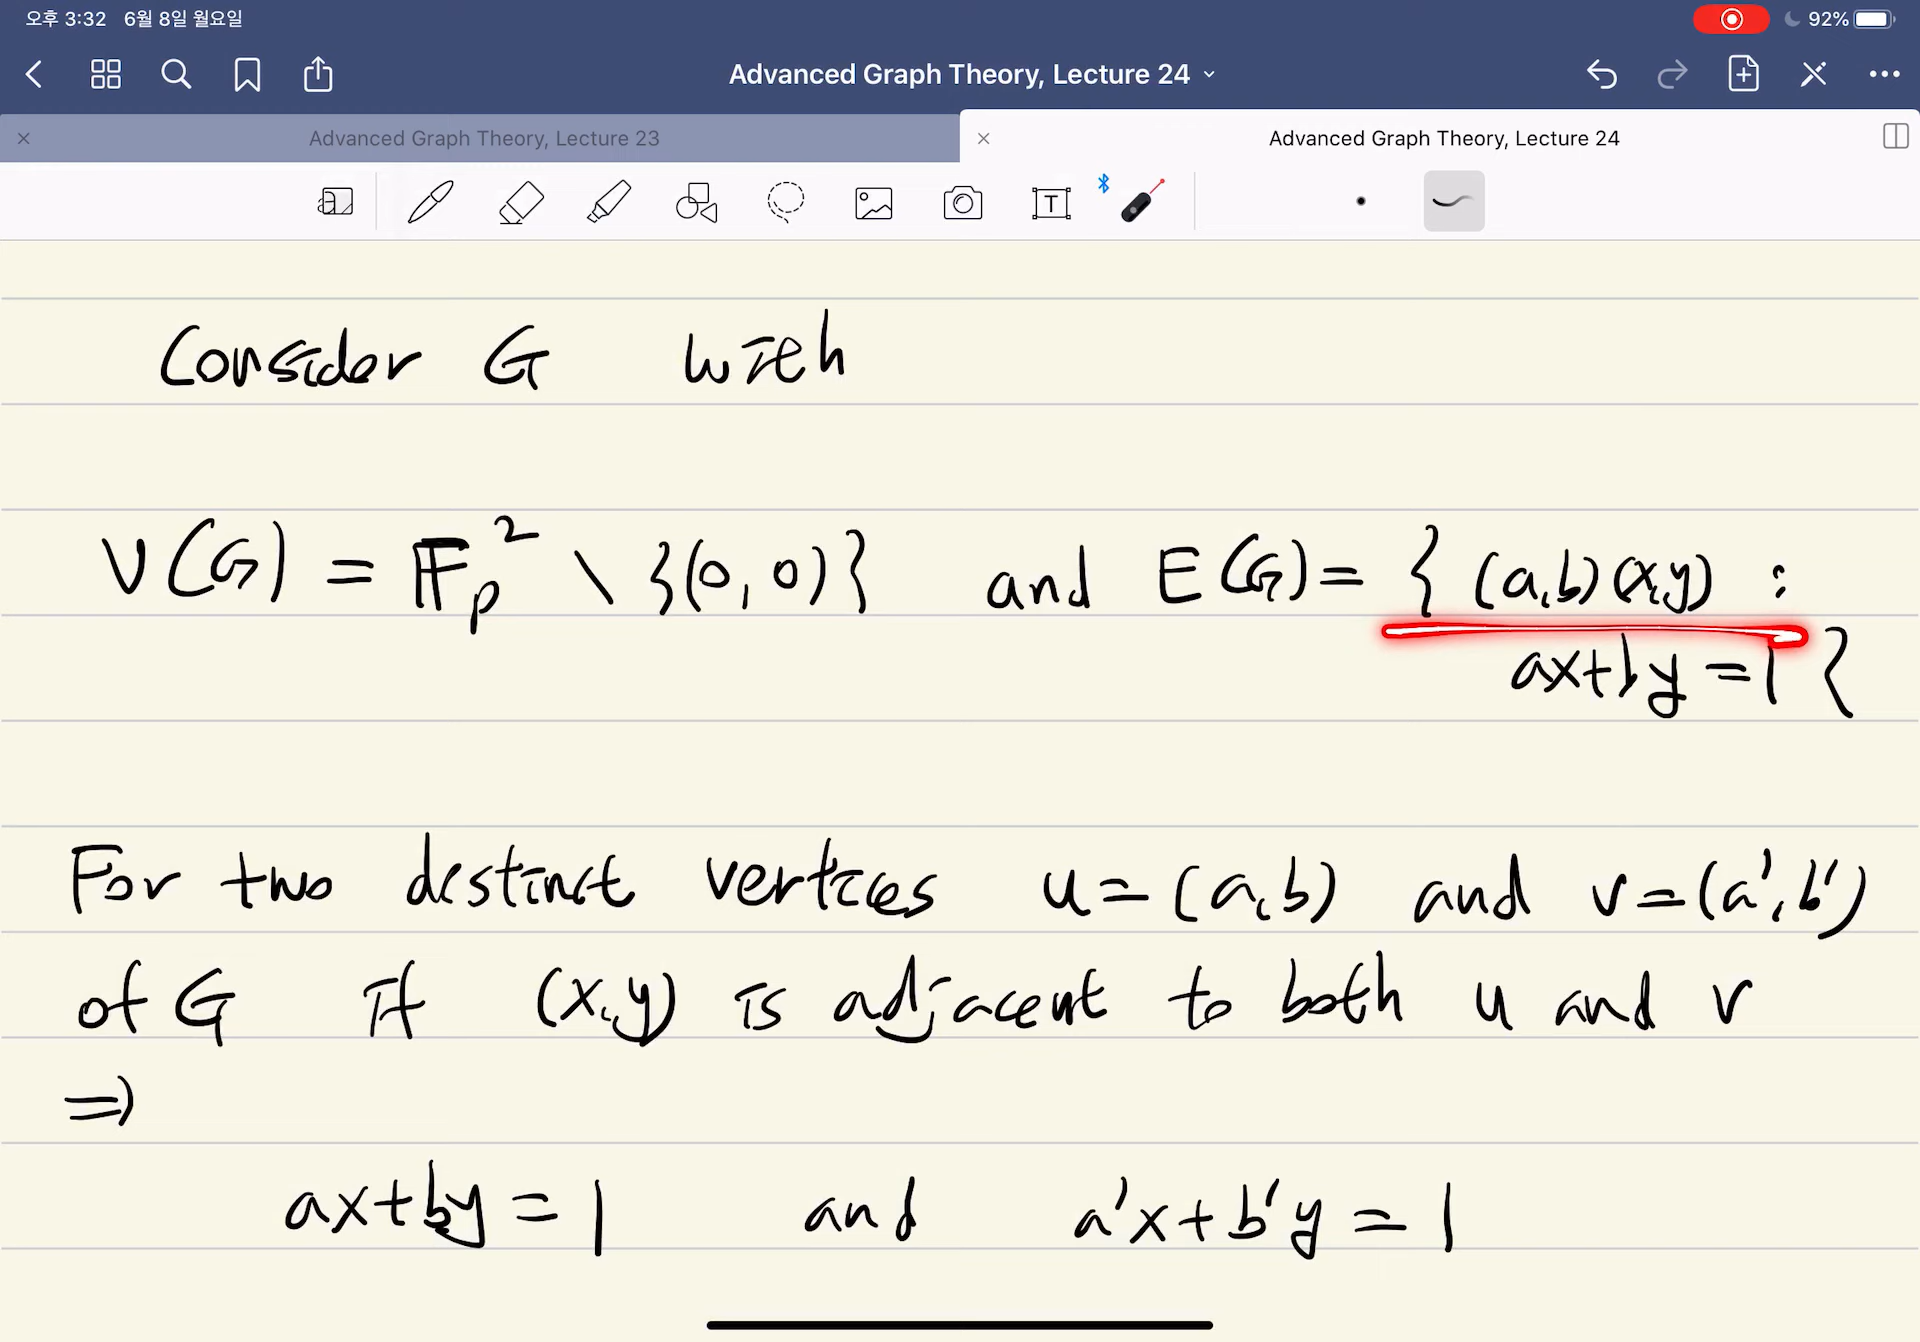 오후 3:32 6월 8일 월요일
92%
Advanced Graph Theory, Lecture 24
Advanced Graph Theory, Lecture 23
Advanced Graph Theory, Lecture 24
Consider G with
V(G) = 𝔽ₚ² \ {(0,0)} and E(G) = { (a,b)(x,y) :
ax+by=1 }
For two distinct vertices u=(a,b) and v=(a',b')
of G if (x,y) is adjacent to both u and v
⇒
ax+by=1 and a'x+b'y=1